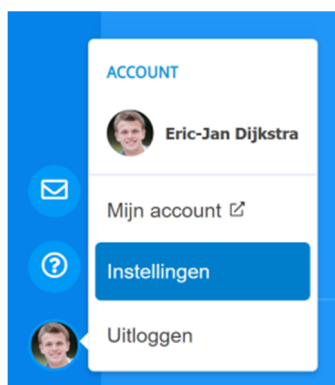 ACCOUNT
Eric-Jan Dijkstra
Mijn account
Instellingen
Uitloggen